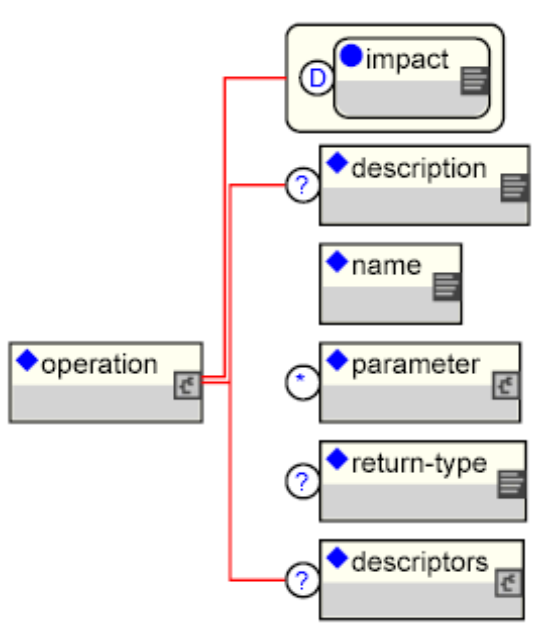 D
impact
?
description
name
operation
*
parameter
?
return-type
?
descriptors